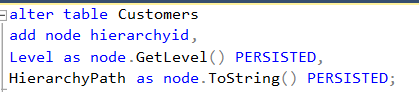 alter table Customers
add node hierarchyid,
Level as node.GetLevel() PERSISTED,
HierarchyPath as node.ToString() PERSISTED;